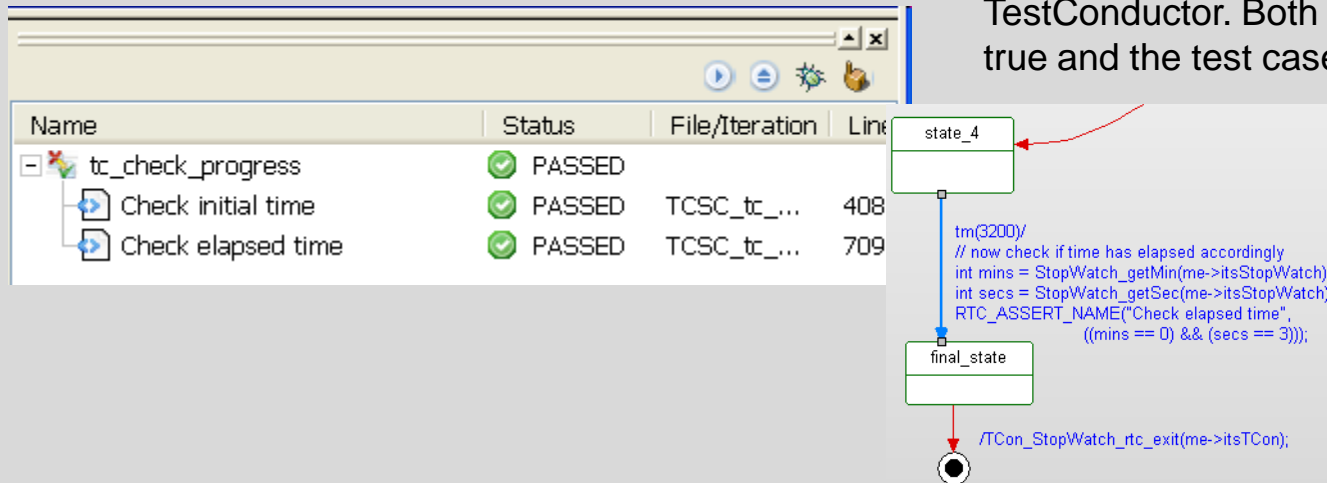 TestConductor. Both
true and the test case
Name Status File/Iteration Line
tc_check_progress PASSED
Check initial time PASSED TCSC_tc_... 408
Check elapsed time PASSED TCSC_tc_... 709
state_4
tm(3200)/
// now check if time has elapsed accordingly
int mins = StopWatch_getMin(me->itsStopWatch)
int secs = StopWatch_getSec(me->itsStopWatch)
RTC_ASSERT_NAME("Check elapsed time",
((mins == 0) && (secs == 3)));
final_state
/TCon_StopWatch_rtc_exit(me->itsTCon);